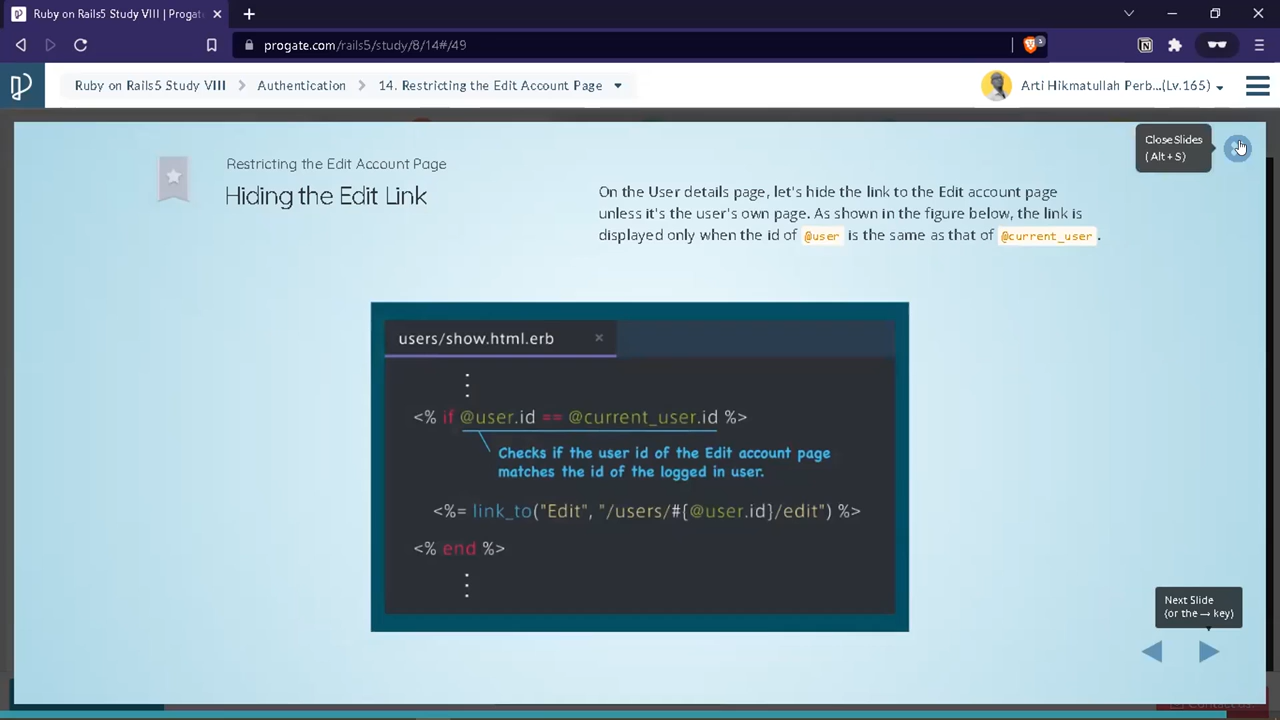 Ruby on Rails5 Study VIII | Progate
progate.com/rails5/study/8/14#/49
Ruby on Rails5 Study VIII
Authentication
14. Restricting the Edit Account Page
Arti Hikmatullah Perb...(Lv.165)
Close Slides
(Alt + S)
Restricting the Edit Account Page
Hiding the Edit Link
On the User details page, let's hide the link to the Edit account page
unless it's the user's own page. As shown in the figure below, the link is
displayed only when the id of @user is the same as that of @current_user.
users/show.html.erb
<% if @user.id == @current_user.id %>
Checks if the user id of the Edit account page
matches the id of the logged in user.
<%= link_to("Edit", "/users/#{@user.id}/edit") %>
<% end %>
Next Slide
(or the → key)
Contact us!